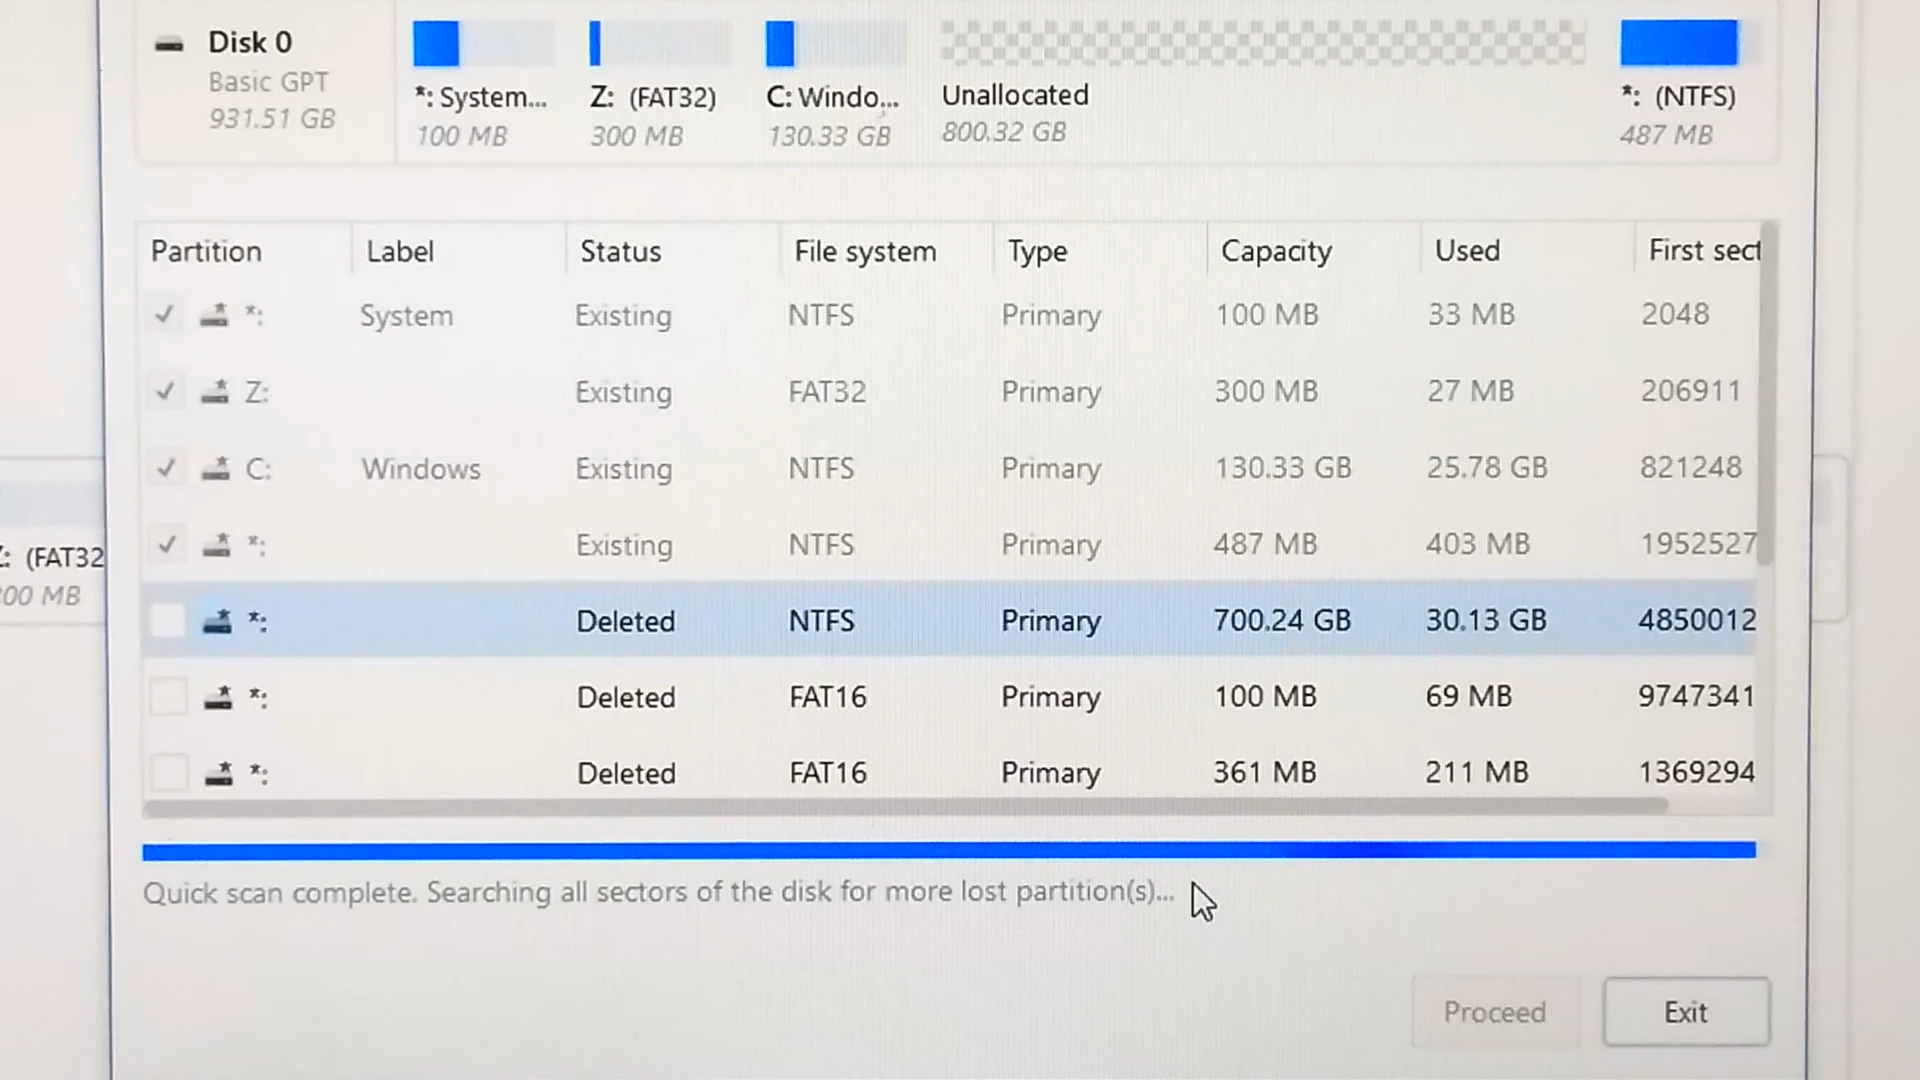 Disk 0
Basic GPT
931.51 GB
*: System...
100 MB
Z: (FAT32)
300 MB
C: Windo...
130.33 GB
Unallocated
800.32 GB
*: (NTFS)
487 MB
Partition Label Status File system Type Capacity Used First sect
*: System Existing NTFS Primary 100 MB 33 MB 2048
Z: Existing FAT32 Primary 300 MB 27 MB 206911
C: Windows Existing NTFS Primary 130.33 GB 25.78 GB 821248
*: Existing NTFS Primary 487 MB 403 MB 1952527
: (FAT32
00 MB
*: Deleted NTFS Primary 700.24 GB 30.13 GB 4850012
*: Deleted FAT16 Primary 100 MB 69 MB 9747341
*: Deleted FAT16 Primary 361 MB 211 MB 1369294
Quick scan complete. Searching all sectors of the disk for more lost partition(s)...
Proceed
Exit